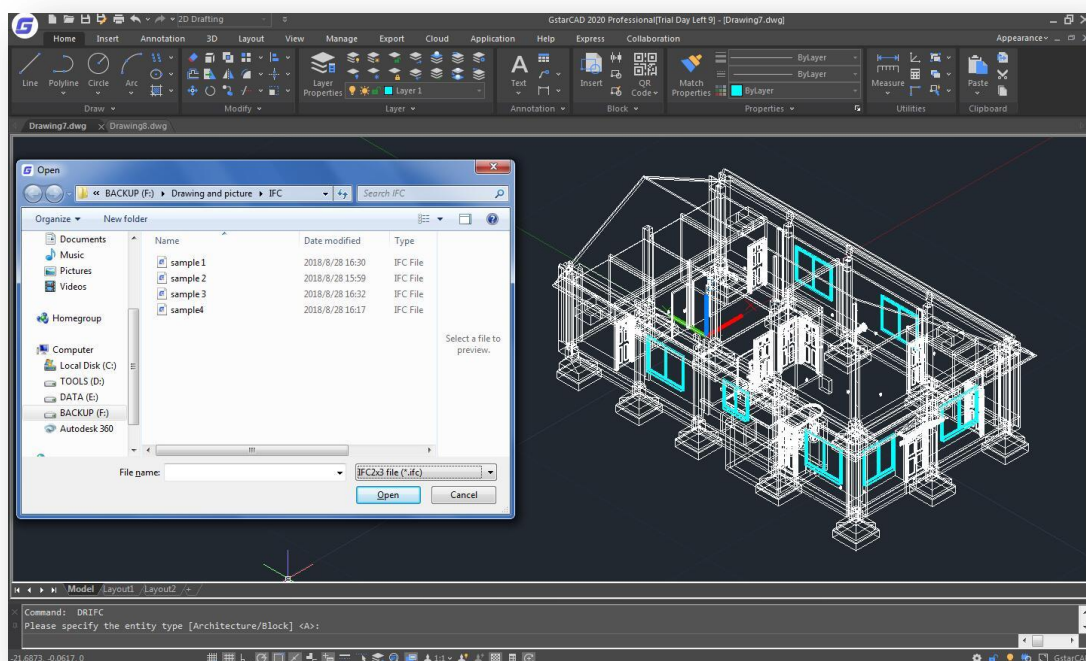 2D Drafting
GstarCAD 2020 Professional[Trial Day Left 9] - [Drawing7.dwg]
Home Insert Annotation 3D Layout View Manage Export Cloud Application Help Express Collaboration Appearance
Line Polyline Circle Arc
Layer Properties
Layer 1
Text
Insert
QR Code
Match Properties
ByLayer
ByLayer
ByLayer
Measure
Paste
Draw Modify Layer Annotation Block Properties Utilities Clipboard
Drawing7.dwg Drawing8.dwg
Open
« BACKUP (F:) Drawing and picture IFC
Search IFC
Organize New folder
Name Date modified Type
Documents
Music
Pictures
Videos
Homegroup
Computer
Local Disk (C:)
TOOLS (D:)
DATA (E:)
BACKUP (F:)
Autodesk 360
sample 1 2018/8/28 16:30 IFC File
sample 2 2018/8/28 15:59 IFC File
sample 3 2018/8/28 16:32 IFC File
sample4 2018/8/28 16:17 IFC File
Select a file to
preview.
File name:
IFC2x3 file (*.ifc)
Open Cancel
Model Layout1 Layout2 +
Command: DRIFC
Please specify the entity type [Architecture/Block] <A>:
-21.6873, -0.0617, 0
1:1
GstarCAD